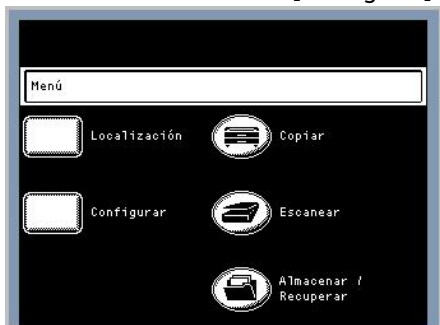 Menú
Localización
Copiar
Configurar
Escanear
Almacenar /
Recuperar